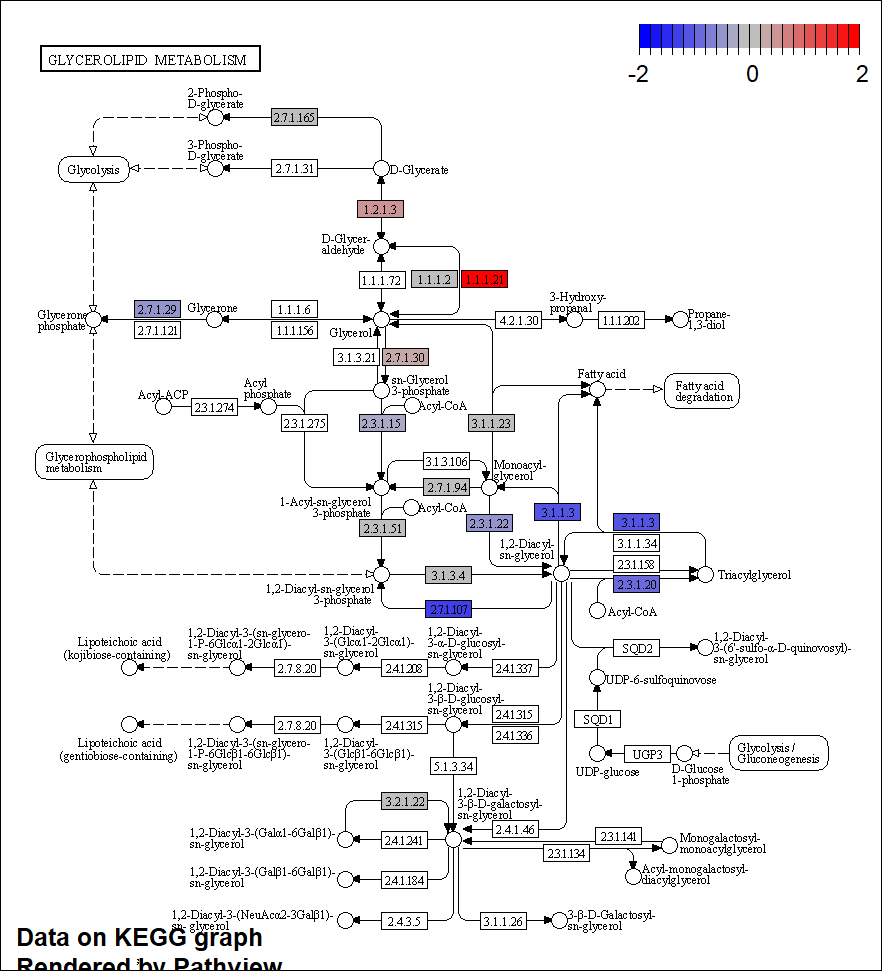 -2 0 2
GLYCEROLIPID METABOLISM
2-Phospho-
D-glycerate
2.7.1.165
3-Phospho-
D-glycerate
Glycolysis
2.7.1.31
D-Glycerate
1.2.1.3
D-Glycer-
aldehyde
1.1.1.72
1.1.1.2
1.1.1.21
Glycerone
phosphate
2.7.1.29
2.7.1.121
Glycerone
1.1.1.6
1.1.1.156
Glycerol
4.2.1.30
3-Hydroxy-
propanal
1.1.1202
Propane-
1,3-diol
3.1.3.21
2.7.1.30
sn-Glycerol
3-phosphate
Fatty acid
Fatty acid
degradation
Acyl-ACP
2.3.1.274
Acyl
phosphate
2.3.1.275
2.3.1.15
Acyl-CoA
3.1.1.23
Glycerophospholipid
metabolism
3.1.3.106
2.7.1.94
Monoacyl-
glycerol
1-Acyl-sn-glycerol
3-phosphate
Acyl-CoA
2.3.1.51
2.3.1.22
3.1.1.3
3.1.1.3
3.1.1.34
2.3.1.158
2.3.1.20
1,2-Diacyl-
sn-glycerol
Triacylglycerol
Acyl-CoA
3.1.3.4
1,2-Diacyl-sn-glycerol
3-phosphate
2.7.1.107
Lipoteichoic acid
(kojibiose-containing)
1,2-Diacyl-3-(sn-glycero-
1-P-6Glcα1-2Glcα1)-
sn-glycerol
2.7.8.20
1,2-Diacyl-
3-(Glcα1-2Glcα1)-
sn-glycerol
2.4.1.208
1,2-Diacyl-
3-α-D-glucosyl-
sn-glycerol
2.4.1.337
SQD2
1,2-Diacyl-
3-(6'-sulfo-α-D-quinovosyl)-
sn-glycerol
UDP-6-sulfoquinovose
1,2-Diacyl-
3-β-D-glucosyl-
sn-glycerol
2.7.8.20
2.4.1.315
2.4.1.315
2.4.1.336
SQD1
Lipoteichoic acid
(gentiobiose-containing)
1,2-Diacyl-3-(sn-glycero-
1-P-6Glcβ1-6Glcβ1)-
sn-glycerol
1,2-Diacyl-
3-(Glcβ1-6Glcβ1)-
sn-glycerol
5.1.3.34
UDP-glucose
UGP3
D-Glucose
1-phosphate
Glycolysis /
Gluconeogenesis
3.2.1.22
1,2-Diacyl-
3-β-D-galactosyl-
sn-glycerol
2.4.1.46
1,2-Diacyl-3-(Galα1-6Galβ1)-
sn-glycerol
2.4.1.241
2.3.1.141
2.3.1.134
Monogalactosyl-
monoacylglycerol
Acyl-monogalactosyl-
diacylglycerol
1,2-Diacyl-3-(Galβ1-6Galβ1)-
sn-glycerol
2.4.1.184
1,2-Diacyl-3-(NeuAcα2-3Galβ1)-
sn-glycerol
2.4.3.5
3.1.1.26
3-β-D-Galactosyl-
sn-glycerol
Data on KEGG graph
Rendered by Pathview